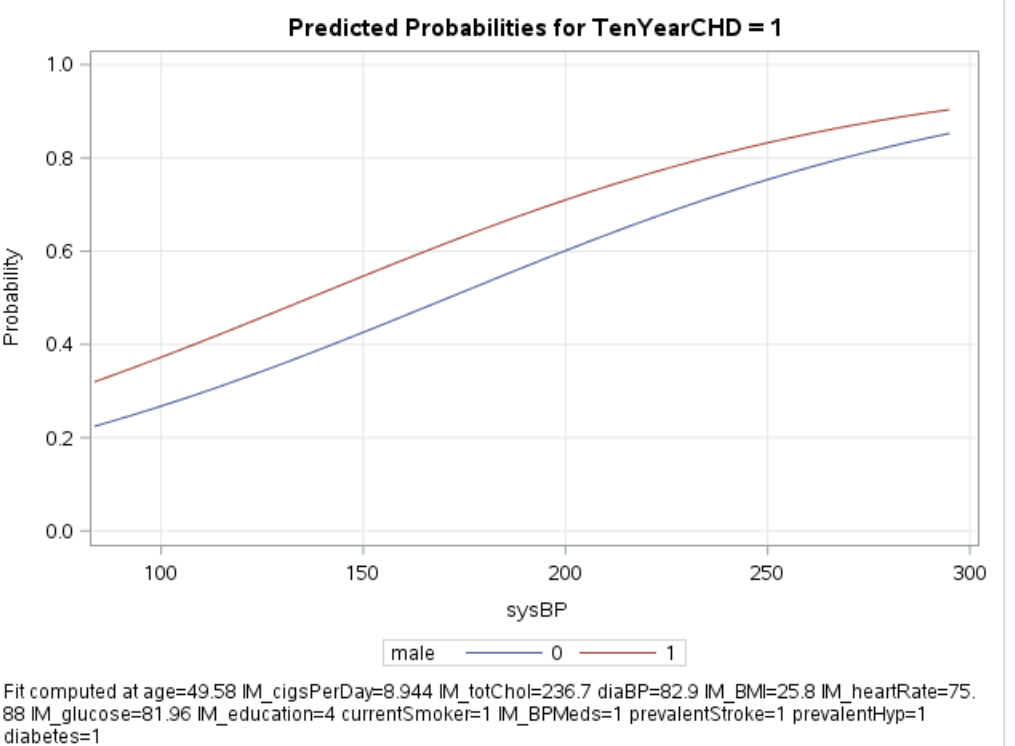 Predicted Probabilities for TenYearCHD = 1
1.0
0.8
0.6
0.4
0.2
0.0
Probability
100 150 200 250 300
sysBP
male 0 1
Fit computed at age=49.58 IM_cigsPerDay=8.944 IM_totChol=236.7 diaBP=82.9 IM_BMI=25.8 IM_heartRate=75.
88 IM_glucose=81.96 IM_education=4 currentSmoker=1 IM_BPMeds=1 prevalentStroke=1 prevalentHyp=1
diabetes=1